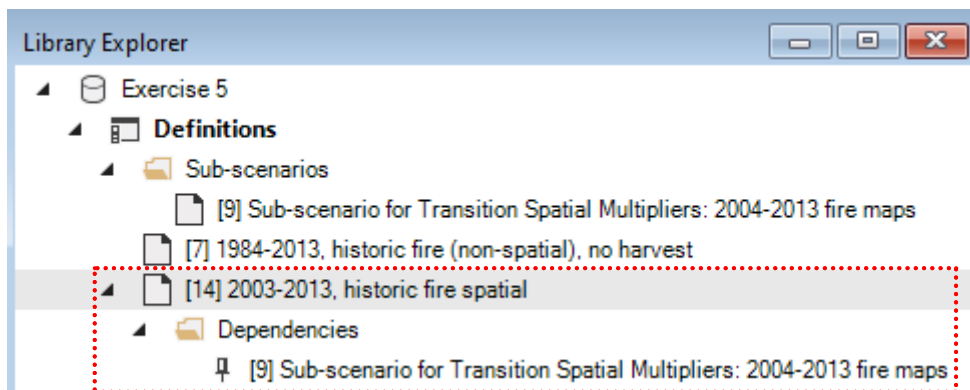 Library Explorer
Exercise 5
Definitions
Sub-scenarios
[9] Sub-scenario for Transition Spatial Multipliers: 2004-2013 fire maps
[7] 1984-2013, historic fire (non-spatial), no harvest
[14] 2003-2013, historic fire spatial
Dependencies
[9] Sub-scenario for Transition Spatial Multipliers: 2004-2013 fire maps